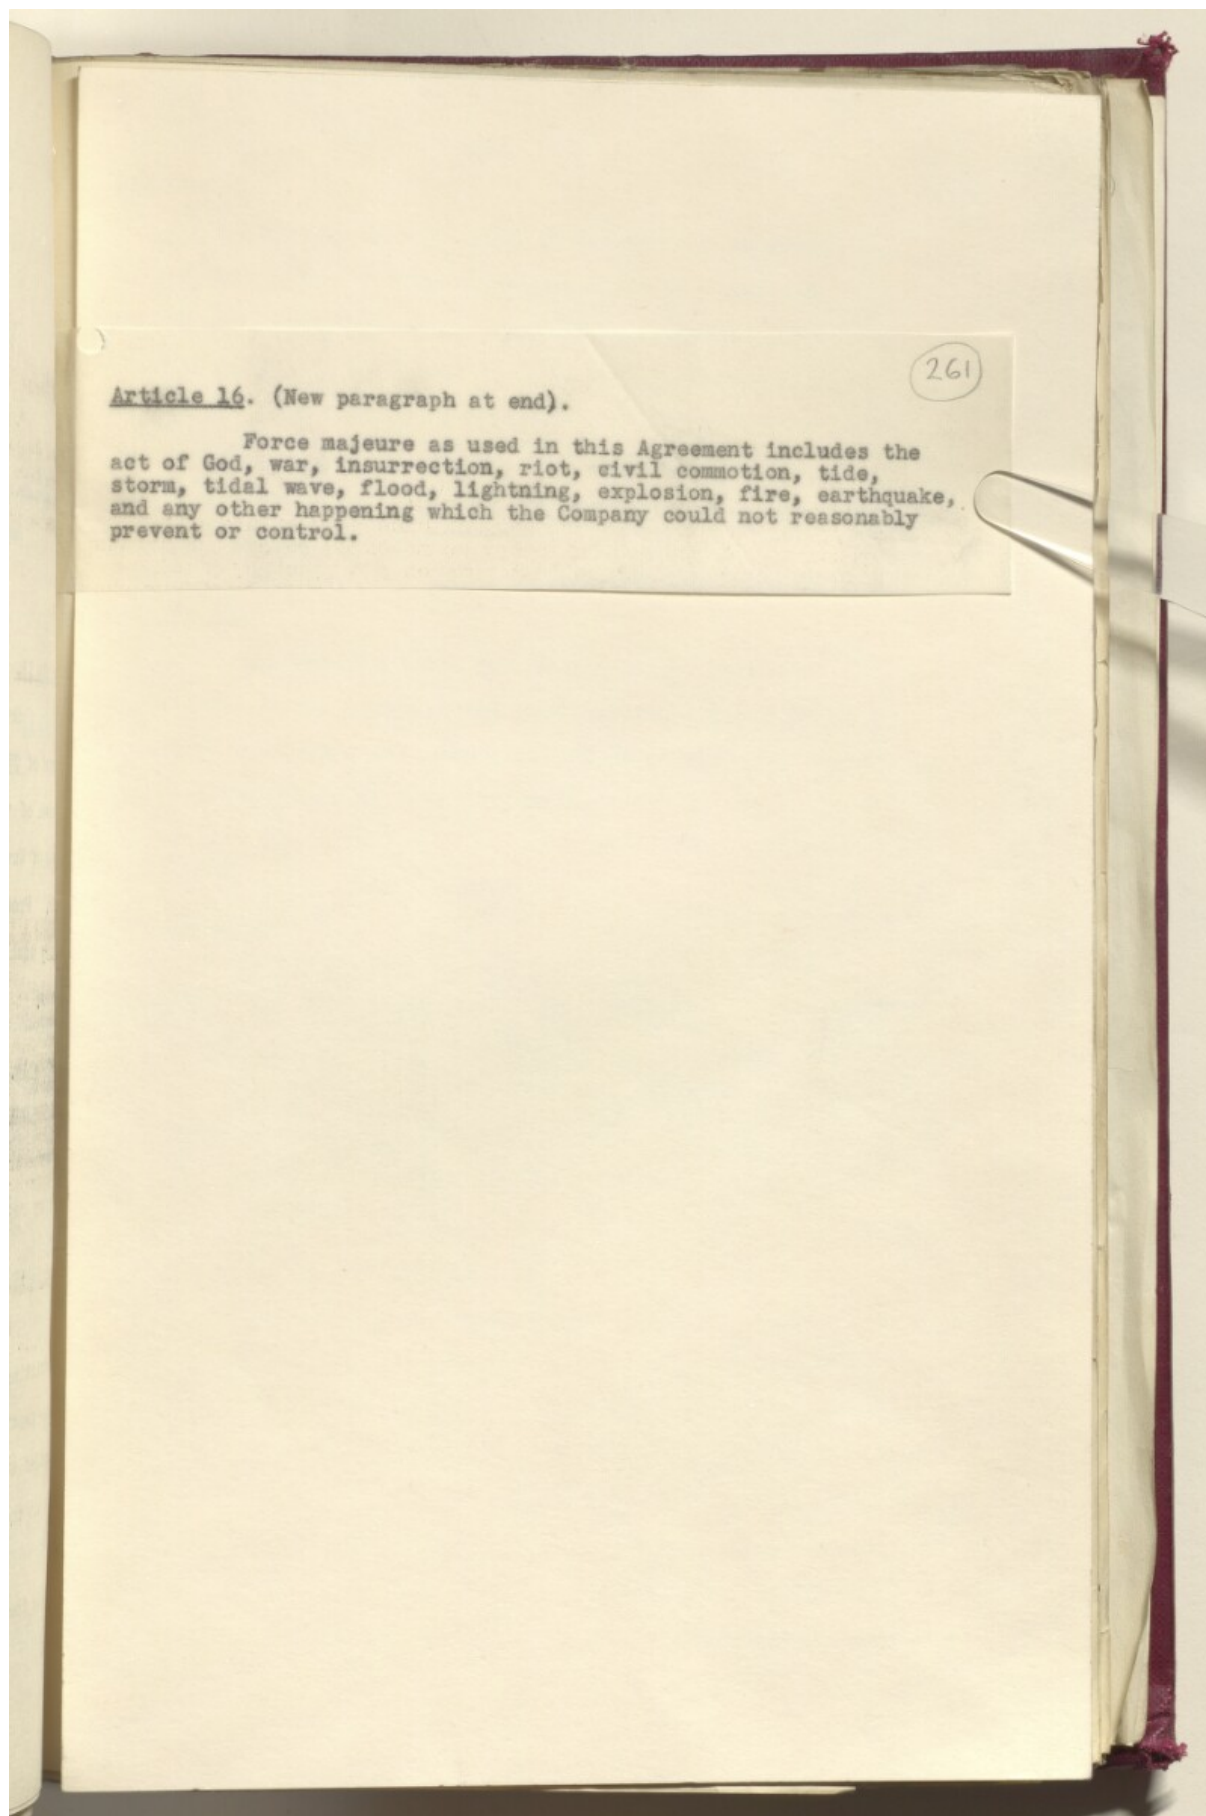 261
Article 16. (New paragraph at end).
Force majeure as used in this Agreement includes the
act of God, war, insurrection, riot, civil commotion, tide,
storm, tidal wave, flood, lightning, explosion, fire, earthquake,
and any other happening which the Company could not reasonably
prevent or control.